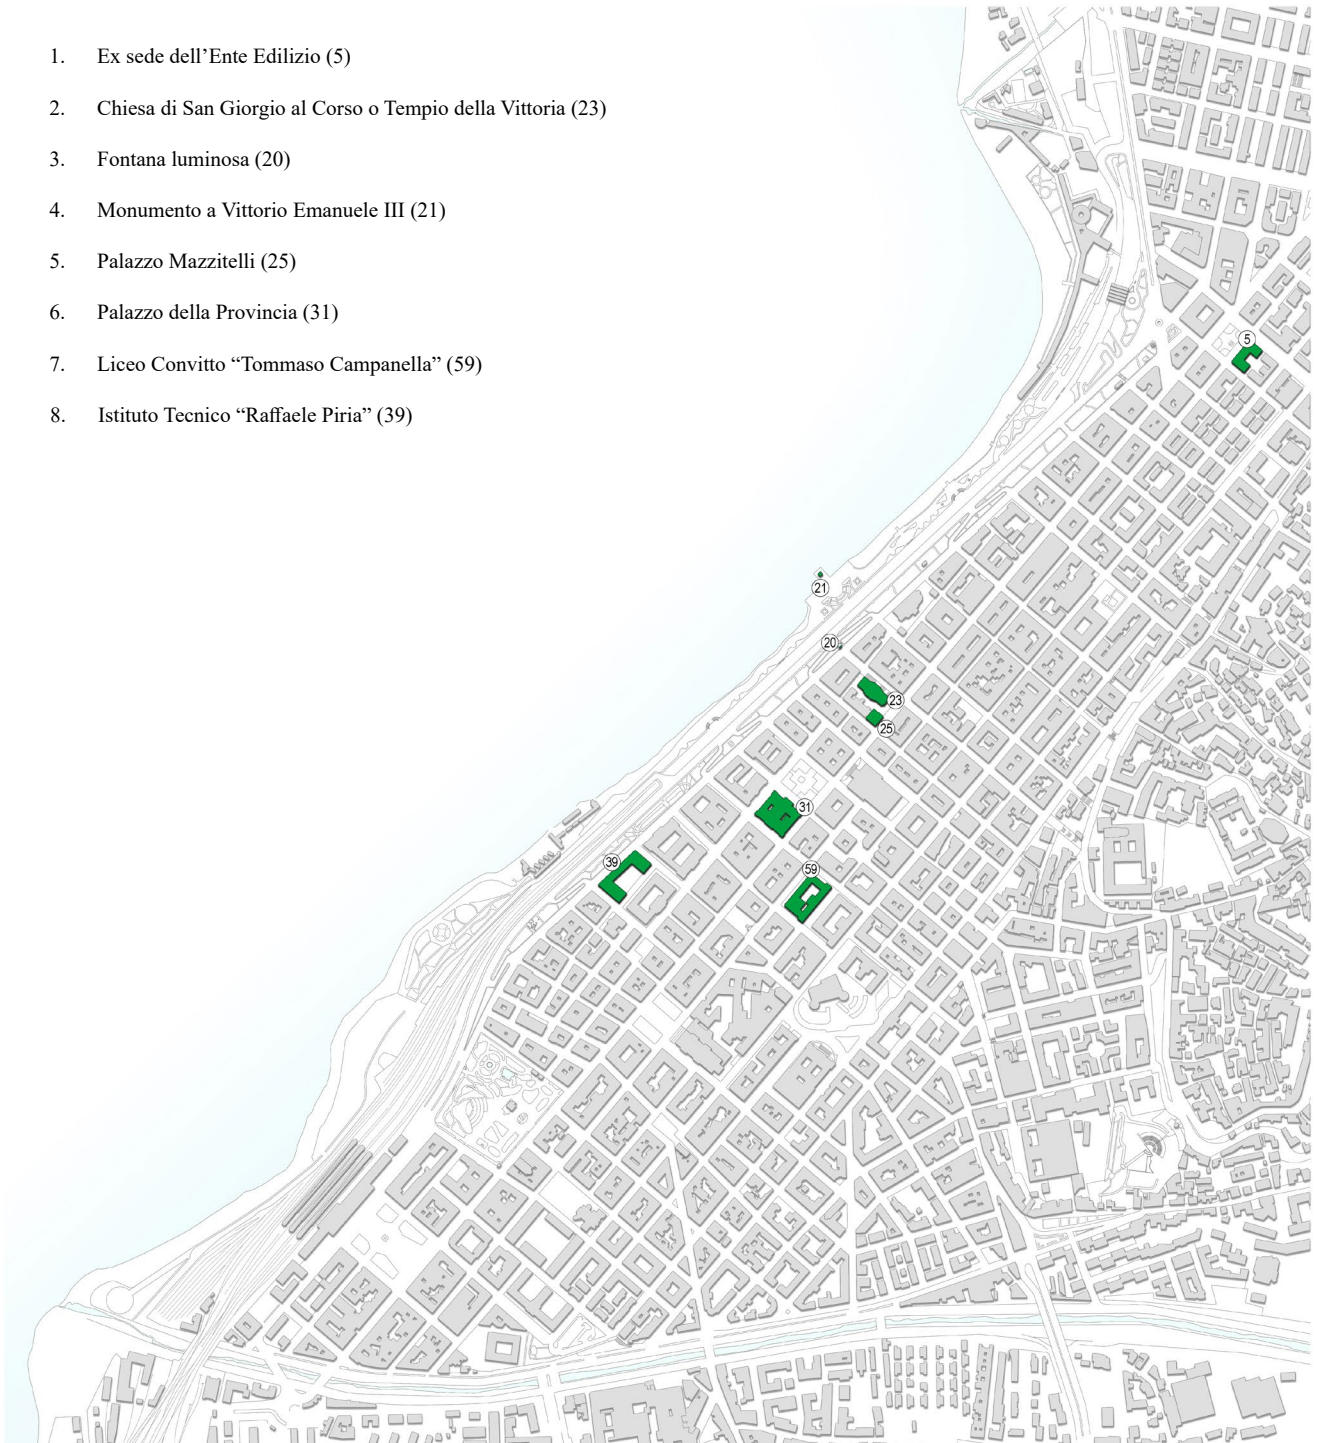 1. Ex sede dell’Ente Edilizio (5)
2. Chiesa di San Giorgio al Corso o Tempio della Vittoria (23)
3. Fontana luminosa (20)
4. Monumento a Vittorio Emanuele III (21)
5. Palazzo Mazzitelli (25)
6. Palazzo della Provincia (31)
7. Liceo Convitto “Tommaso Campanella” (59)
8. Istituto Tecnico “Raffaele Piria” (39)
5
21
20
23
25
31
39
59